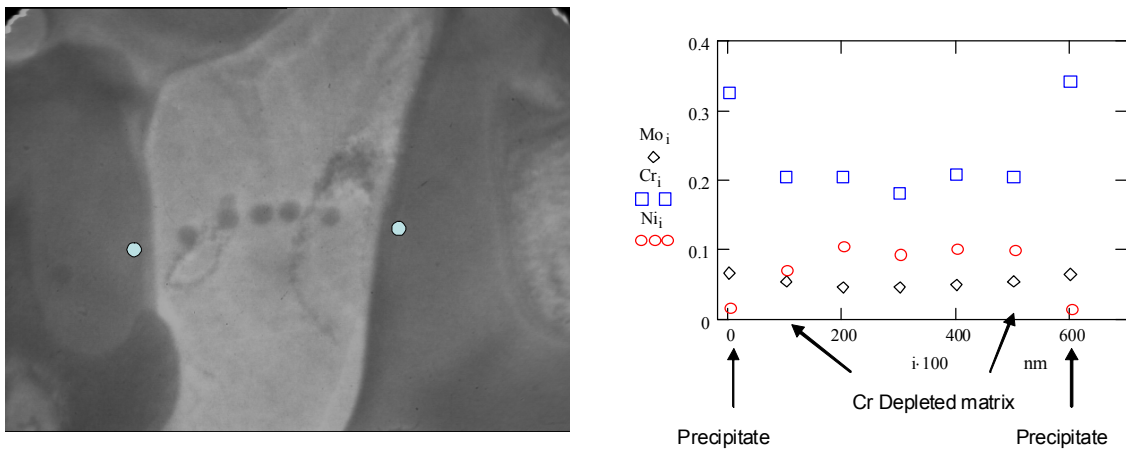 0.4
0.3
0.2
0.1
0
Mo i
Cr i
Ni i
0
200
400
600
i·100
nm
Cr Depleted matrix
Precipitate
Precipitate